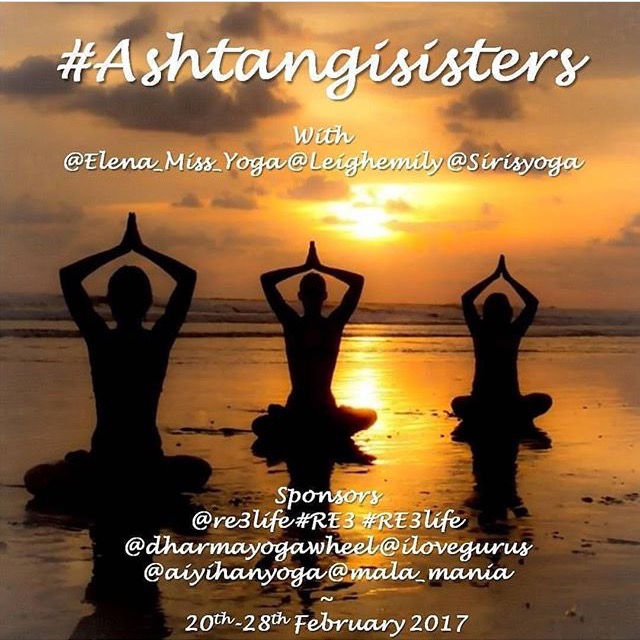 #Ashtangisisters
With
@Elena_Miss_Yoga @Leighemily @Sirisyoga
Sponsors
@re3life #RE3 #RE3life
@dharmayogawheel @ilovegurus
@aiyihanyoga @mala_mania
~
20th-28th February 2017